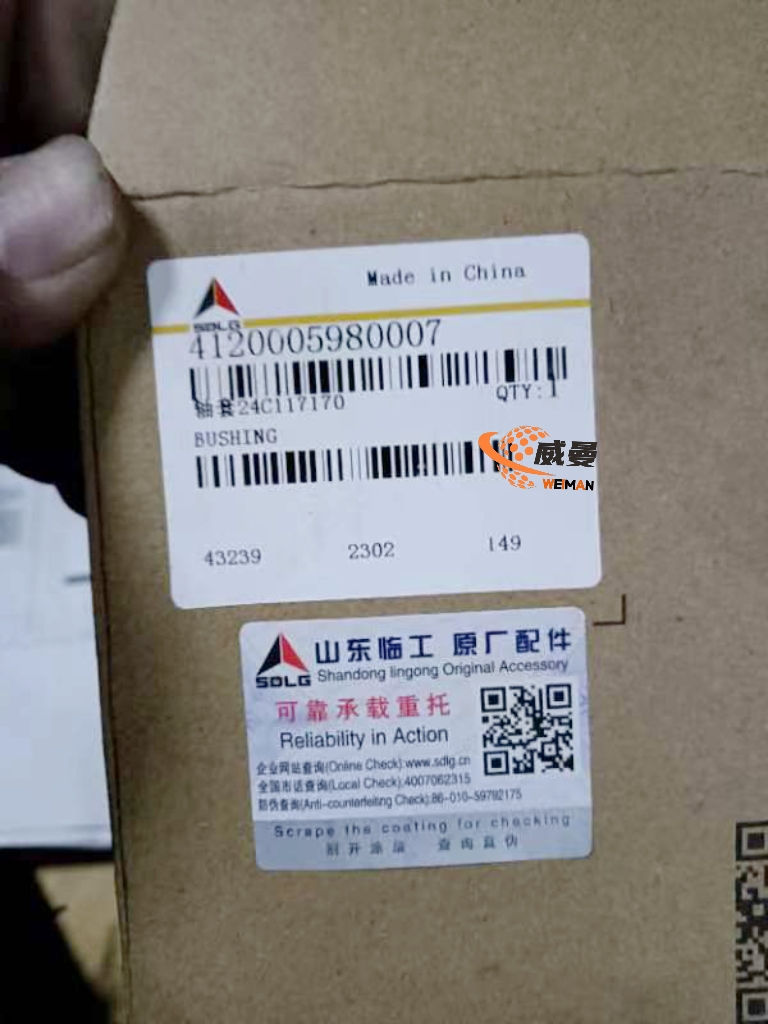 Made in China
SDLG
4120005980007
轴套24C117170
QTY:1
BUSHING
威曼
WEIMAN
43239 2302 149
山东临工 原厂配件
SDLG
Shandong lingong Original Accessory
可靠承载重托
Reliability in Action
企业网站查询(Online Check):www.sdlg.cn
全国市话查询(Local Check):4007062315
防伪查询(Anti-counterfeiting Check):86-010-59792175
Scrape the coating for checking
刮开涂层 查询真伪